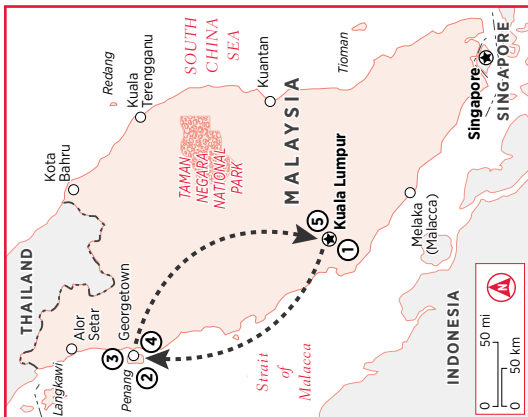 THAILAND
Langkawi
Alor
Setar
Kota
Bahru
Redang
Kuala
Terengganu
SOUTH
CHINA
SEA
Penang
Georgetown
2
3
4
TAMAN
NEGARA
NATIONAL
PARK
Kuantan
MALAYSIA
Tioman
5
Kuala Lumpur
1
Strait
of
Malacca
Melaka
(Malacca)
Singapore
SINGAPORE
INDONESIA
N
0
50 mi
0
50 km